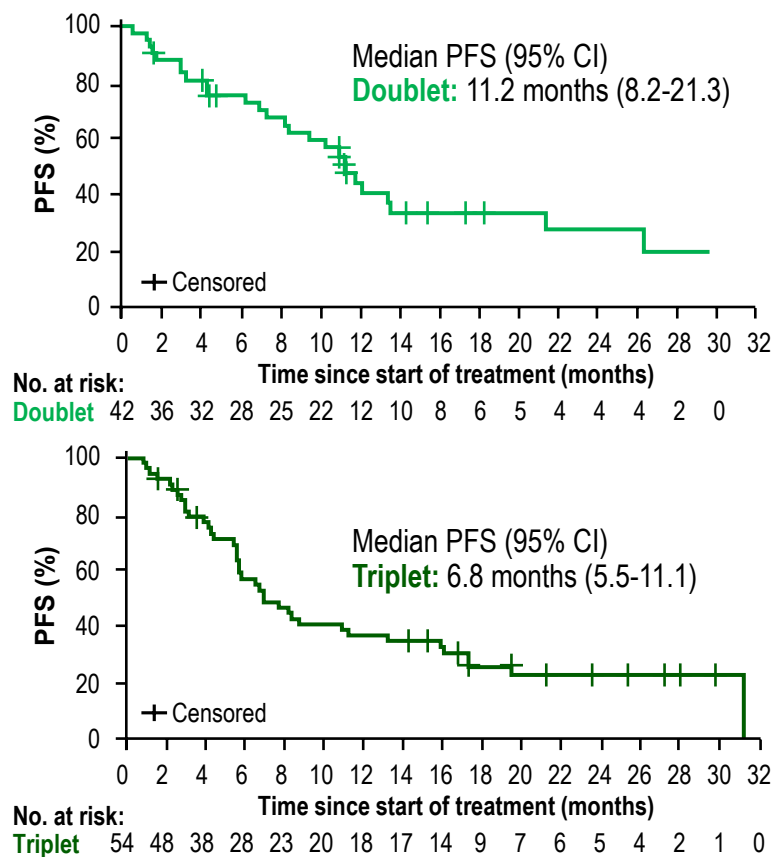 100
80
60
40
20
0
PFS (%)
Median PFS (95% CI)
Doublet: 11.2 months (8.2-21.3)
Censored
0 2 4 6 8 10 12 14 16 18 20 22 24 26 28 30 32
Time since start of treatment (months)
No. at risk:
Doublet 42 36 32 28 25 22 12 10 8 6 5 4 4 4 2 0
100
80
60
40
20
0
PFS (%)
Median PFS (95% CI)
Triplet: 6.8 months (5.5-11.1)
Censored
0 2 4 6 8 10 12 14 16 18 20 22 24 26 28 30 32
Time since start of treatment (months)
No. at risk:
Triplet 54 48 38 28 23 20 18 17 14 9 7 6 5 4 2 1 0